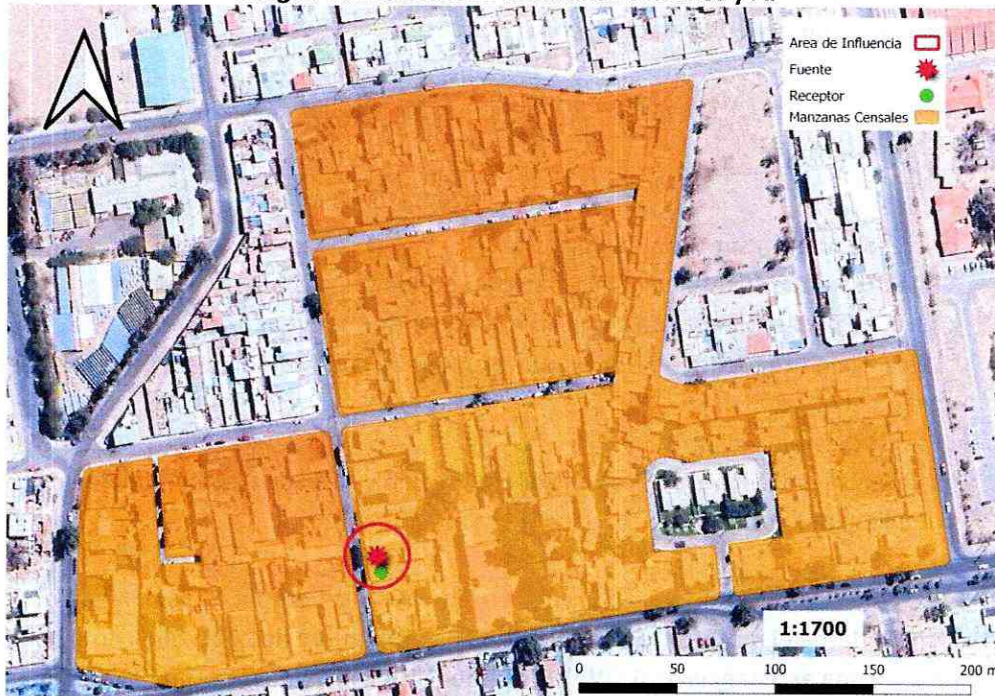 Area de Influencia
Fuente
Receptor
Manzanas Censales
1:1700
0 50 100 150 200 m